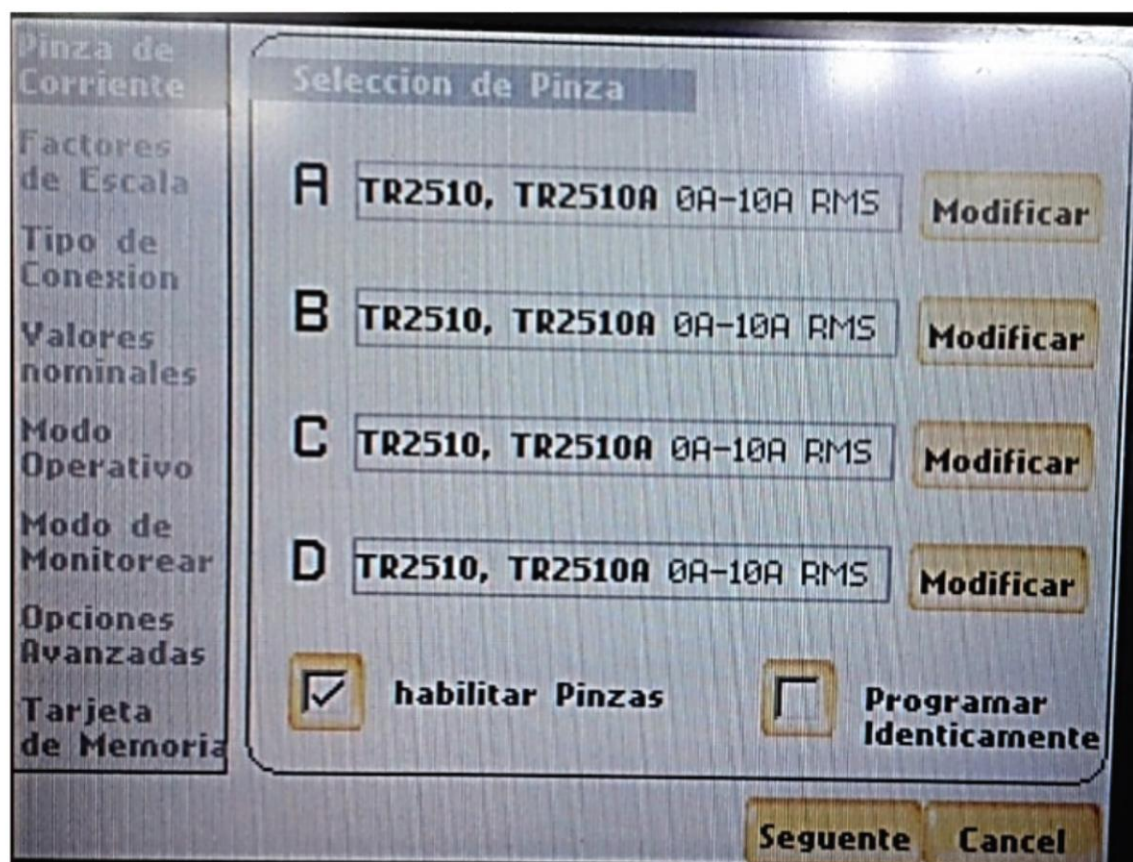 Pinza de
Corriente
Factores
de Escala
Tipo de
Conexion
Valores
nominales
Modo
Operativo
Modo de
Monitorear
Opciones
Avanzadas
Tarjeta
de Memoria
Seleccion de Pinza
A TR2510, TR2510A 0A-10A RMS Modificar
B TR2510, TR2510A 0A-10A RMS Modificar
C TR2510, TR2510A 0A-10A RMS Modificar
D TR2510, TR2510A 0A-10A RMS Modificar
habilitar Pinzas
Programar
Identicamente
Seguente Cancel